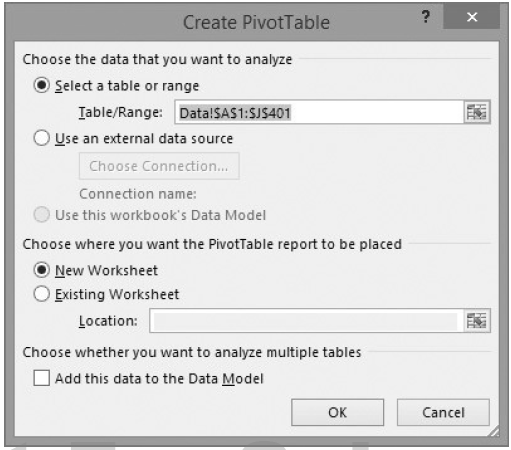 Create PivotTable ? ×
Choose the data that you want to analyze
Select a table or range
Table/Range: Data!$A$1:$J$401
Use an external data source
Choose Connection...
Connection name:
Use this workbook's Data Model
Choose where you want the PivotTable report to be placed
New Worksheet
Existing Worksheet
Location:
Choose whether you want to analyze multiple tables
Add this data to the Data Model
OK Cancel